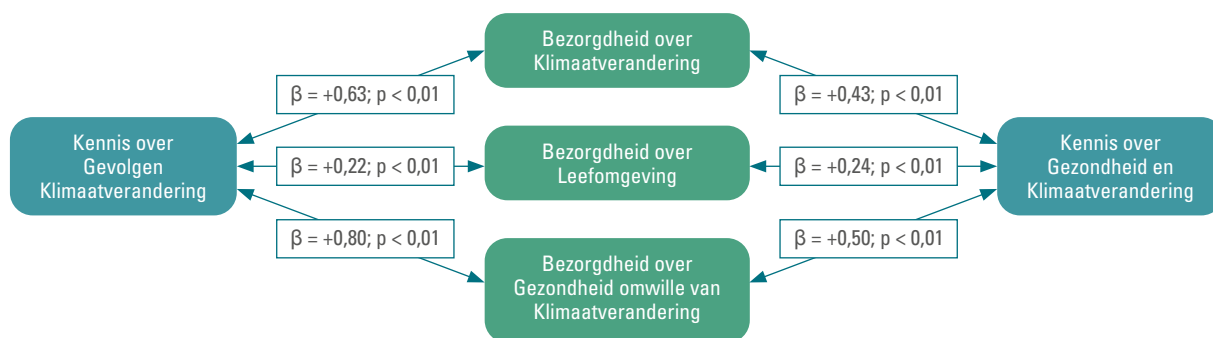 Bezorgdheid over
Klimaatverandering
β = +0,63; p < 0,01
β = +0,43; p < 0,01
Kennis over
Gevolgen
Klimaatverandering
β = +0,22; p < 0,01
Bezorgdheid over
Leefomgeving
β = +0,24; p < 0,01
Kennis over
Gezondheid en
Klimaatverandering
β = +0,80; p < 0,01
β = +0,50; p < 0,01
Bezorgdheid over
Gezondheid omwille van
Klimaatverandering